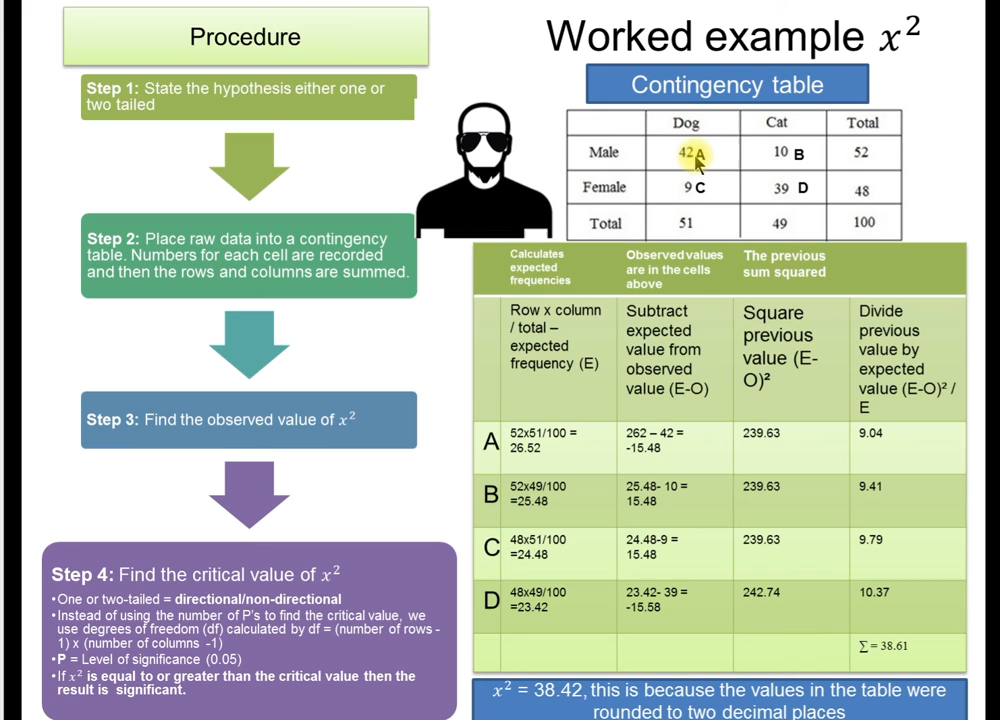 Procedure
Step 1: State the hypothesis either one or
two tailed
Step 2: Place raw data into a contingency
table. Numbers for each cell are recorded
and then the rows and columns are summed.
Step 3: Find the observed value of x²
Step 4: Find the critical value of x²
•One or two-tailed = directional/non-directional
•Instead of using the number of P's to find the critical value, we
use degrees of freedom (df) calculated by df = (number of rows -
1) x (number of columns -1)
•P = Level of significance (0.05)
•If x² is equal to or greater than the critical value then the
result is significant.
Worked example x²
Contingency table
Dog Cat Total
Male 42 A 10 B 52
Female 9 C 39 D 48
Total 51 49 100
Calculates
expected
frequencies
Observed values
are in the cells
above
The previous
sum squared
Row x column
/ total –
expected
frequency (E)
Subtract
expected
value from
observed
value (E-O)
Square
previous
value (E-
O)²
Divide
previous
value by
expected
value (E-O)² /
E
A
52x51/100 =
26.52
262 – 42 =
-15.48
239.63
9.04
B
52x49/100
=25.48
25.48- 10 =
15.48
239.63
9.41
C
48x51/100
=24.48
24.48-9 =
15.48
239.63
9.79
D
48x49/100
=23.42
23.42- 39 =
-15.58
242.74
10.37
∑ = 38.61
x² = 38.42, this is because the values in the table were
rounded to two decimal places